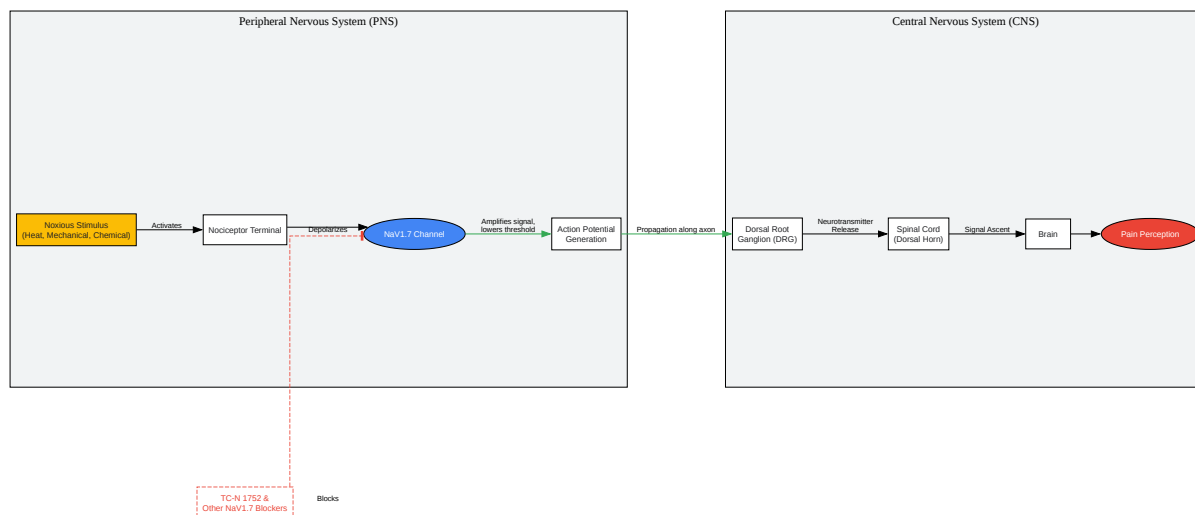 Peripheral Nervous System (PNS)
Central Nervous System (CNS)
Noxious Stimulus
(Heat, Mechanical, Chemical)
Activates
Nociceptor Terminal
Depolarizes
NaV1.7 Channel
Amplifies signal,
lowers threshold
Action Potential
Generation
Propagation along axon
Dorsal Root
Ganglion (DRG)
Neurotransmitter
Release
Spinal Cord
(Dorsal Horn)
Signal Ascent
Brain
Pain Perception
TC-N 1752 &
Other NaV1.7 Blockers
Blocks